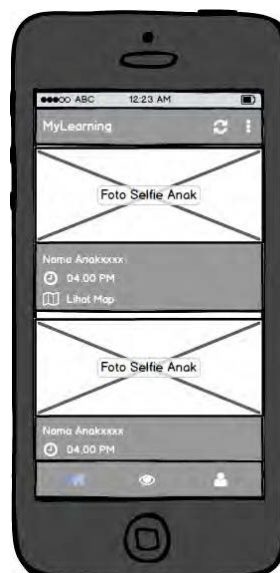 ABC 12:23 AM
MyLearning
Foto Selfie Anak
Nama Anakxxxx
04.00 PM
Lihat Map
Foto Selfie Anak
Nama Anakxxxx
04.00 PM